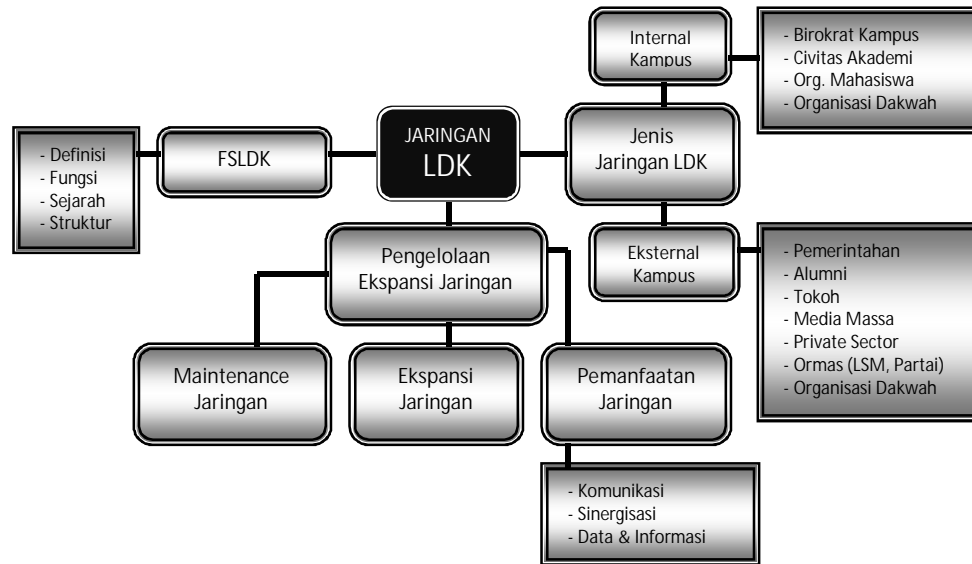 Internal
Kampus
- Birokrat Kampus
- Civitas Akademi
- Org. Mahasiswa
- Organisasi Dakwah
- Definisi
- Fungsi
- Sejarah
- Struktur
FSLDK
JARINGAN
LDK
Jenis
Jaringan LDK
Pengelolaan
Ekspansi Jaringan
Eksternal
Kampus
- Pemerintahan
- Alumni
- Tokoh
- Media Massa
- Private Sector
- Ormas (LSM, Partai)
- Organisasi Dakwah
Maintenance
Jaringan
Ekspansi
Jaringan
Pemanfaatan
Jaringan
- Komunikasi
- Sinergisasi
- Data & Informasi